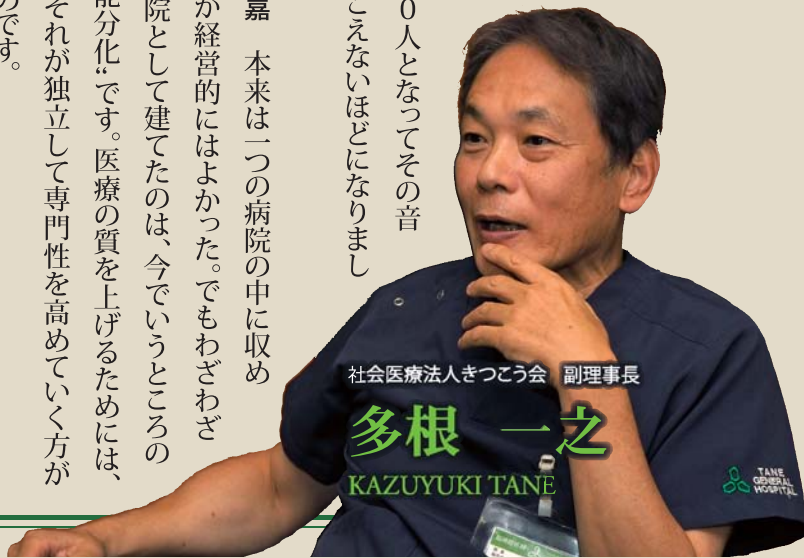 ０人となってその音
こえないほどになりまし
嘉　本来は一つの病院の中に収め
が経営的にはよかった。でもわざわざ
院として建てたのは、今でいうところの
能分化“です。医療の質を上げるためには、
それが独立して専門性を高めていく方が
のです。
社会医療法人きつこう会　副理事長
多根　一之
KAZUYUKI TANE
TANE
GENERAL
HOSPITAL